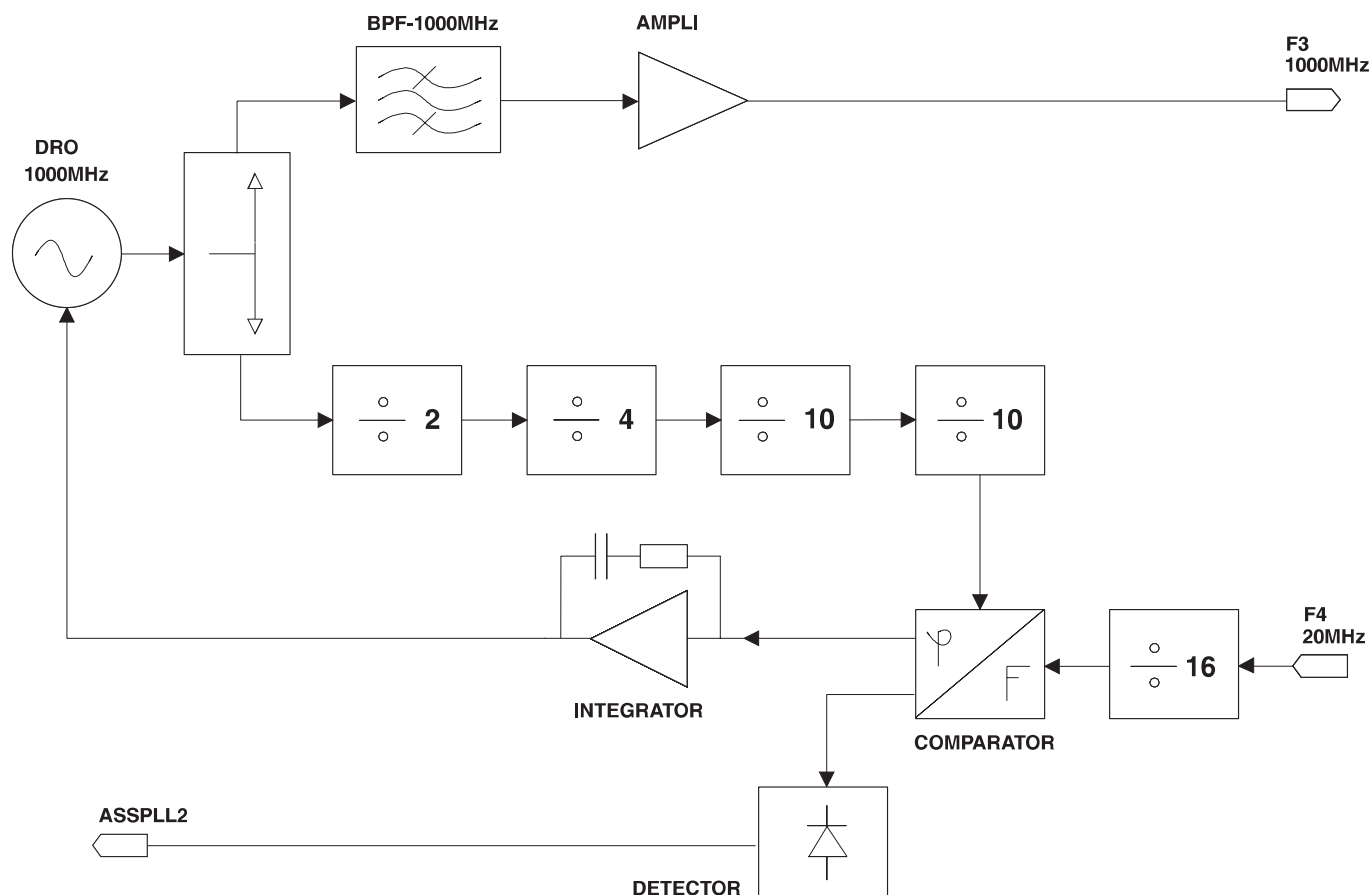 BPF-1000MHz
AMPLI
F3
1000MHz
DRO
1000MHz
÷ 2
÷ 4
÷ 10
÷ 10
φ
F
÷ 16
F4
20MHz
INTEGRATOR
COMPARATOR
ASSPLL2
DETECTOR